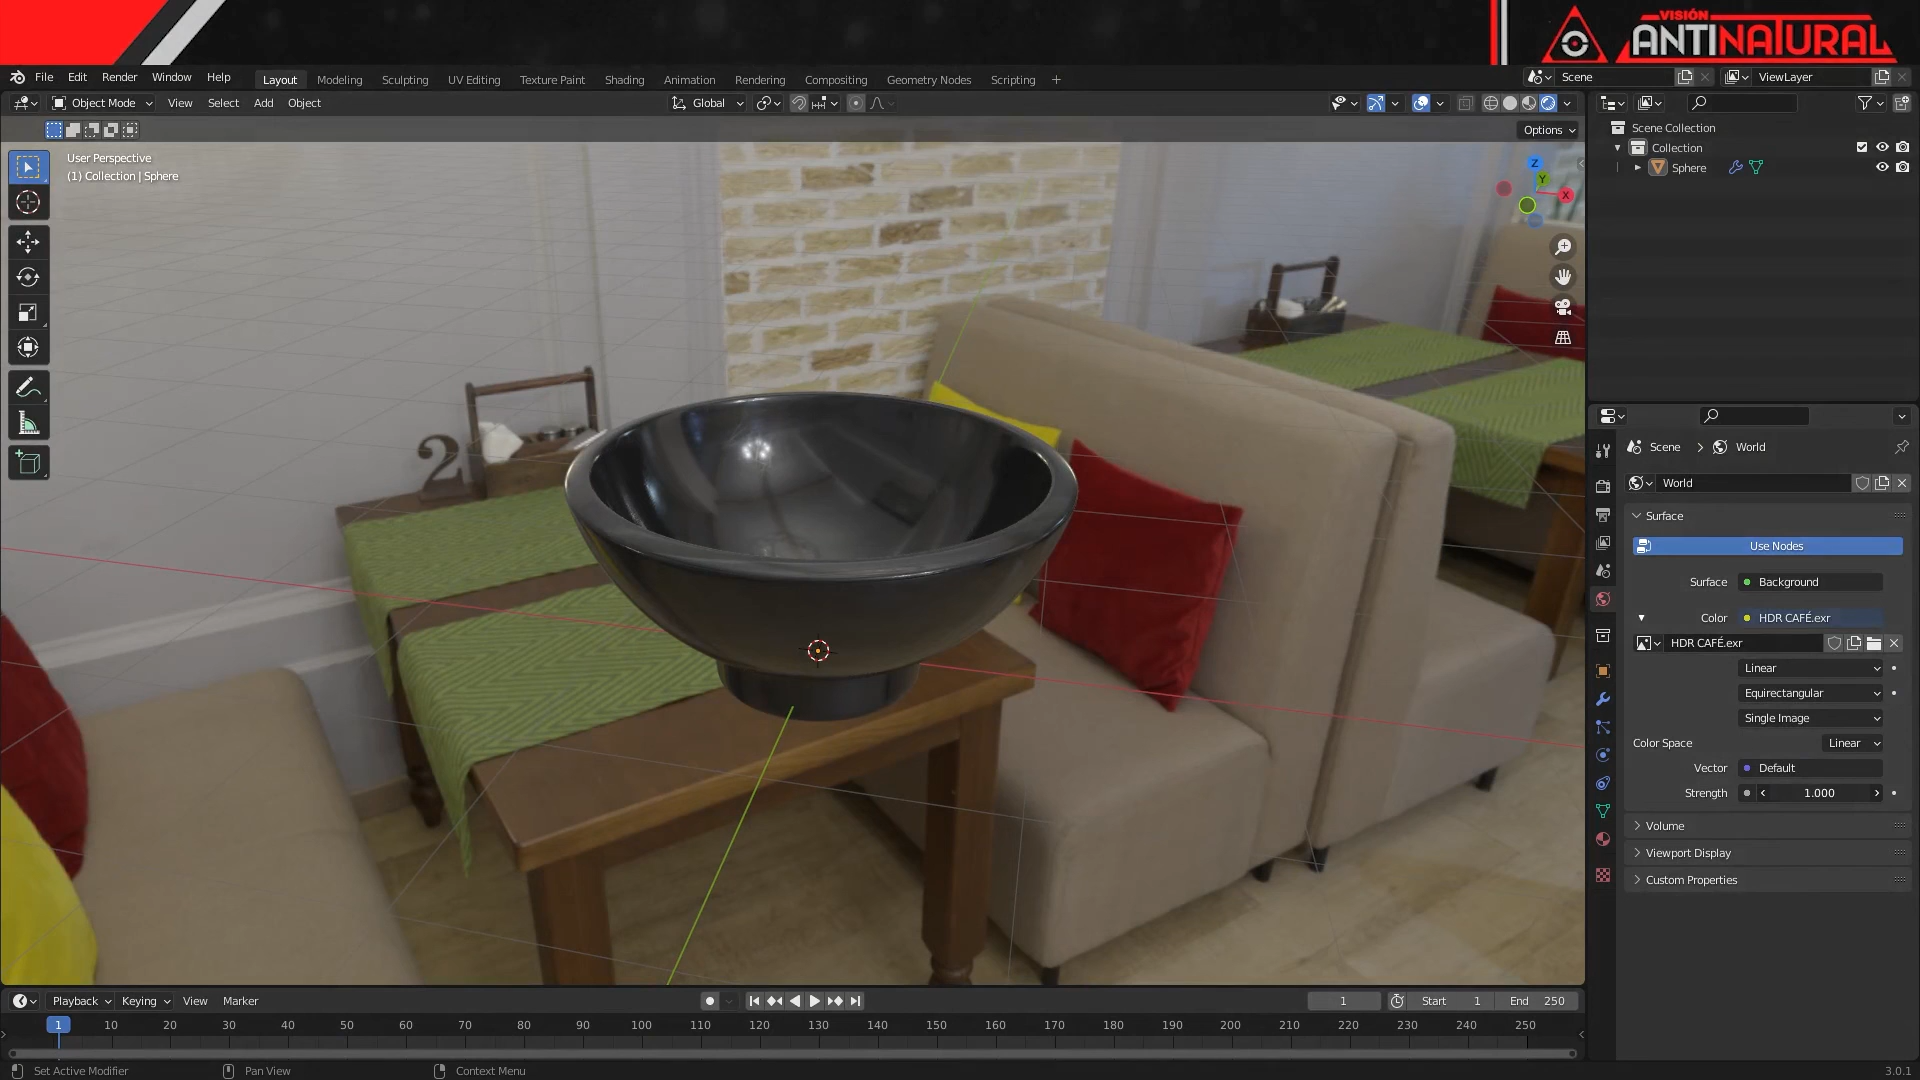 VISIÓN
ANTINATURAL
File Edit Render Window Help Layout Modeling Sculpting UV Editing Texture Paint Shading Animation Rendering Compositing Geometry Nodes Scripting + Scene ViewLayer
Object Mode View Select Add Object Global
Options
User Perspective
(1) Collection | Sphere
Z
Y
X
2
Scene Collection
Collection
Sphere
Scene > World
World
Surface
Use Nodes
Surface Background
Color HDR CAFÉ.exr
HDR CAFÉ.exr
Linear
Equirectangular
Single Image
Color Space Linear
Vector Default
Strength 1.000
Volume
Viewport Display
Custom Properties
Playback Keying View Marker 1 Start 1 End 250
1 10 20 30 40 50 60 70 80 90 100 110 120 130 140 150 160 170 180 190 200 210 220 230 240 250
Set Active Modifier Pan View Context Menu 3.0.1